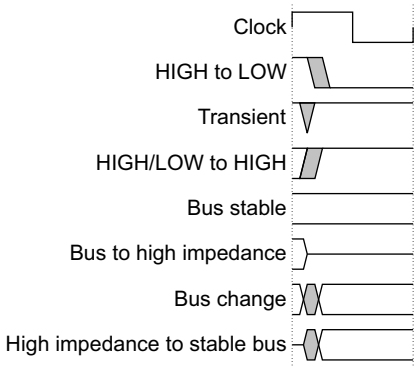 Clock
HIGH to LOW
Transient
HIGH/LOW to HIGH
Bus stable
Bus to high impedance
Bus change
High impedance to stable bus